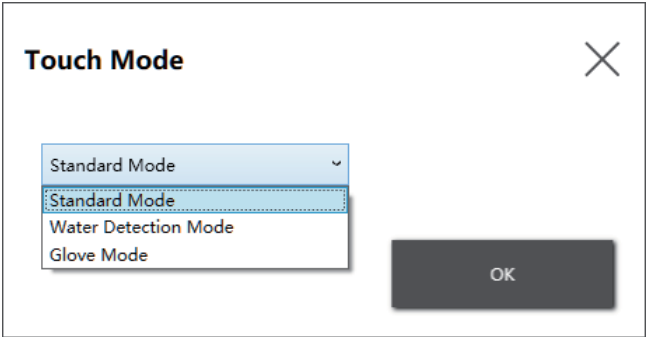 Touch Mode
Standard Mode
Standard Mode
Water Detection Mode
Glove Mode
OK